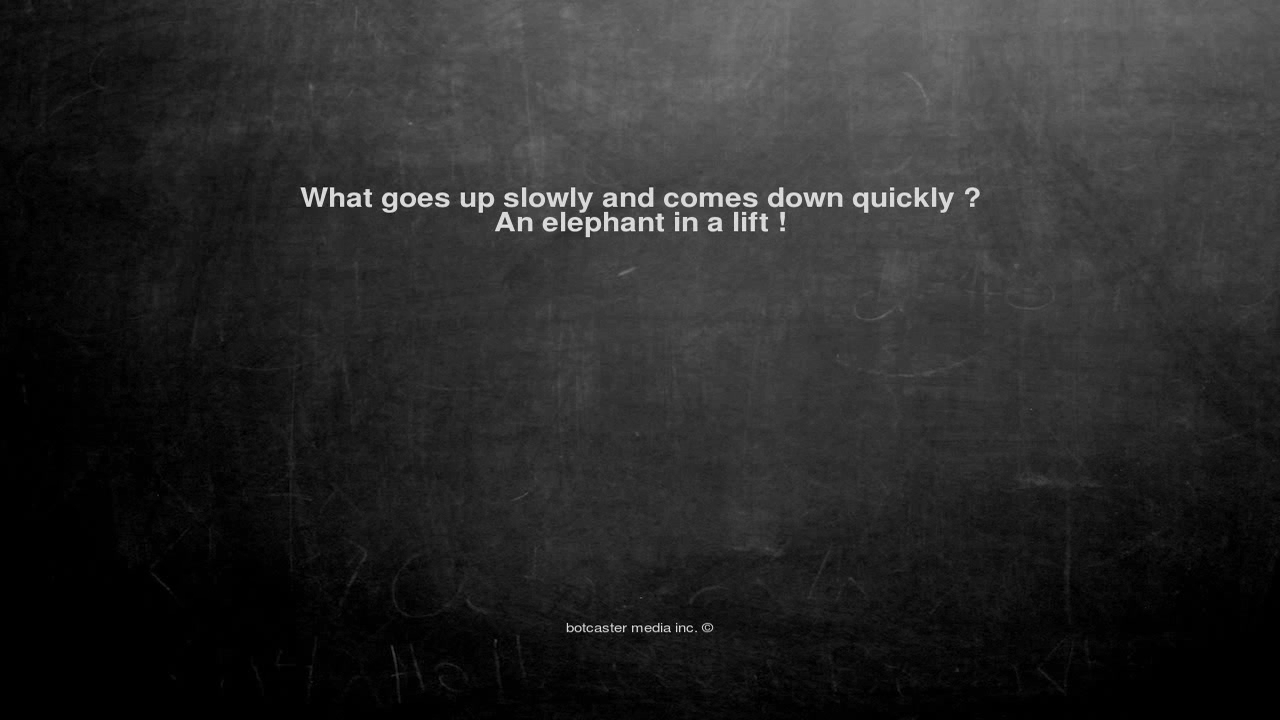 What goes up slowly and comes down quickly ?
An elephant in a lift !
botcaster media inc. ©